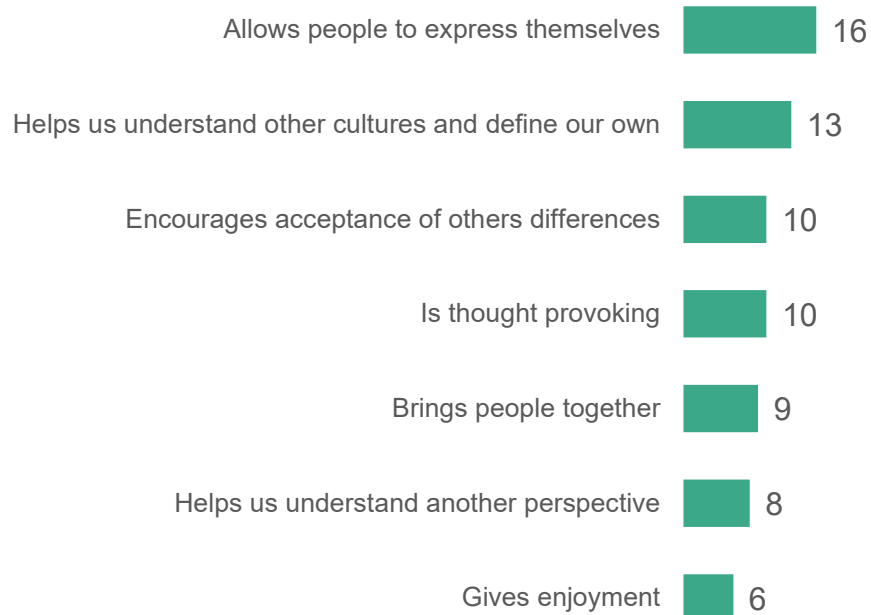 Allows people to express themselves 16
Helps us understand other cultures and define our own 13
Encourages acceptance of others differences 10
Is thought provoking 10
Brings people together 9
Helps us understand another perspective 8
Gives enjoyment 6